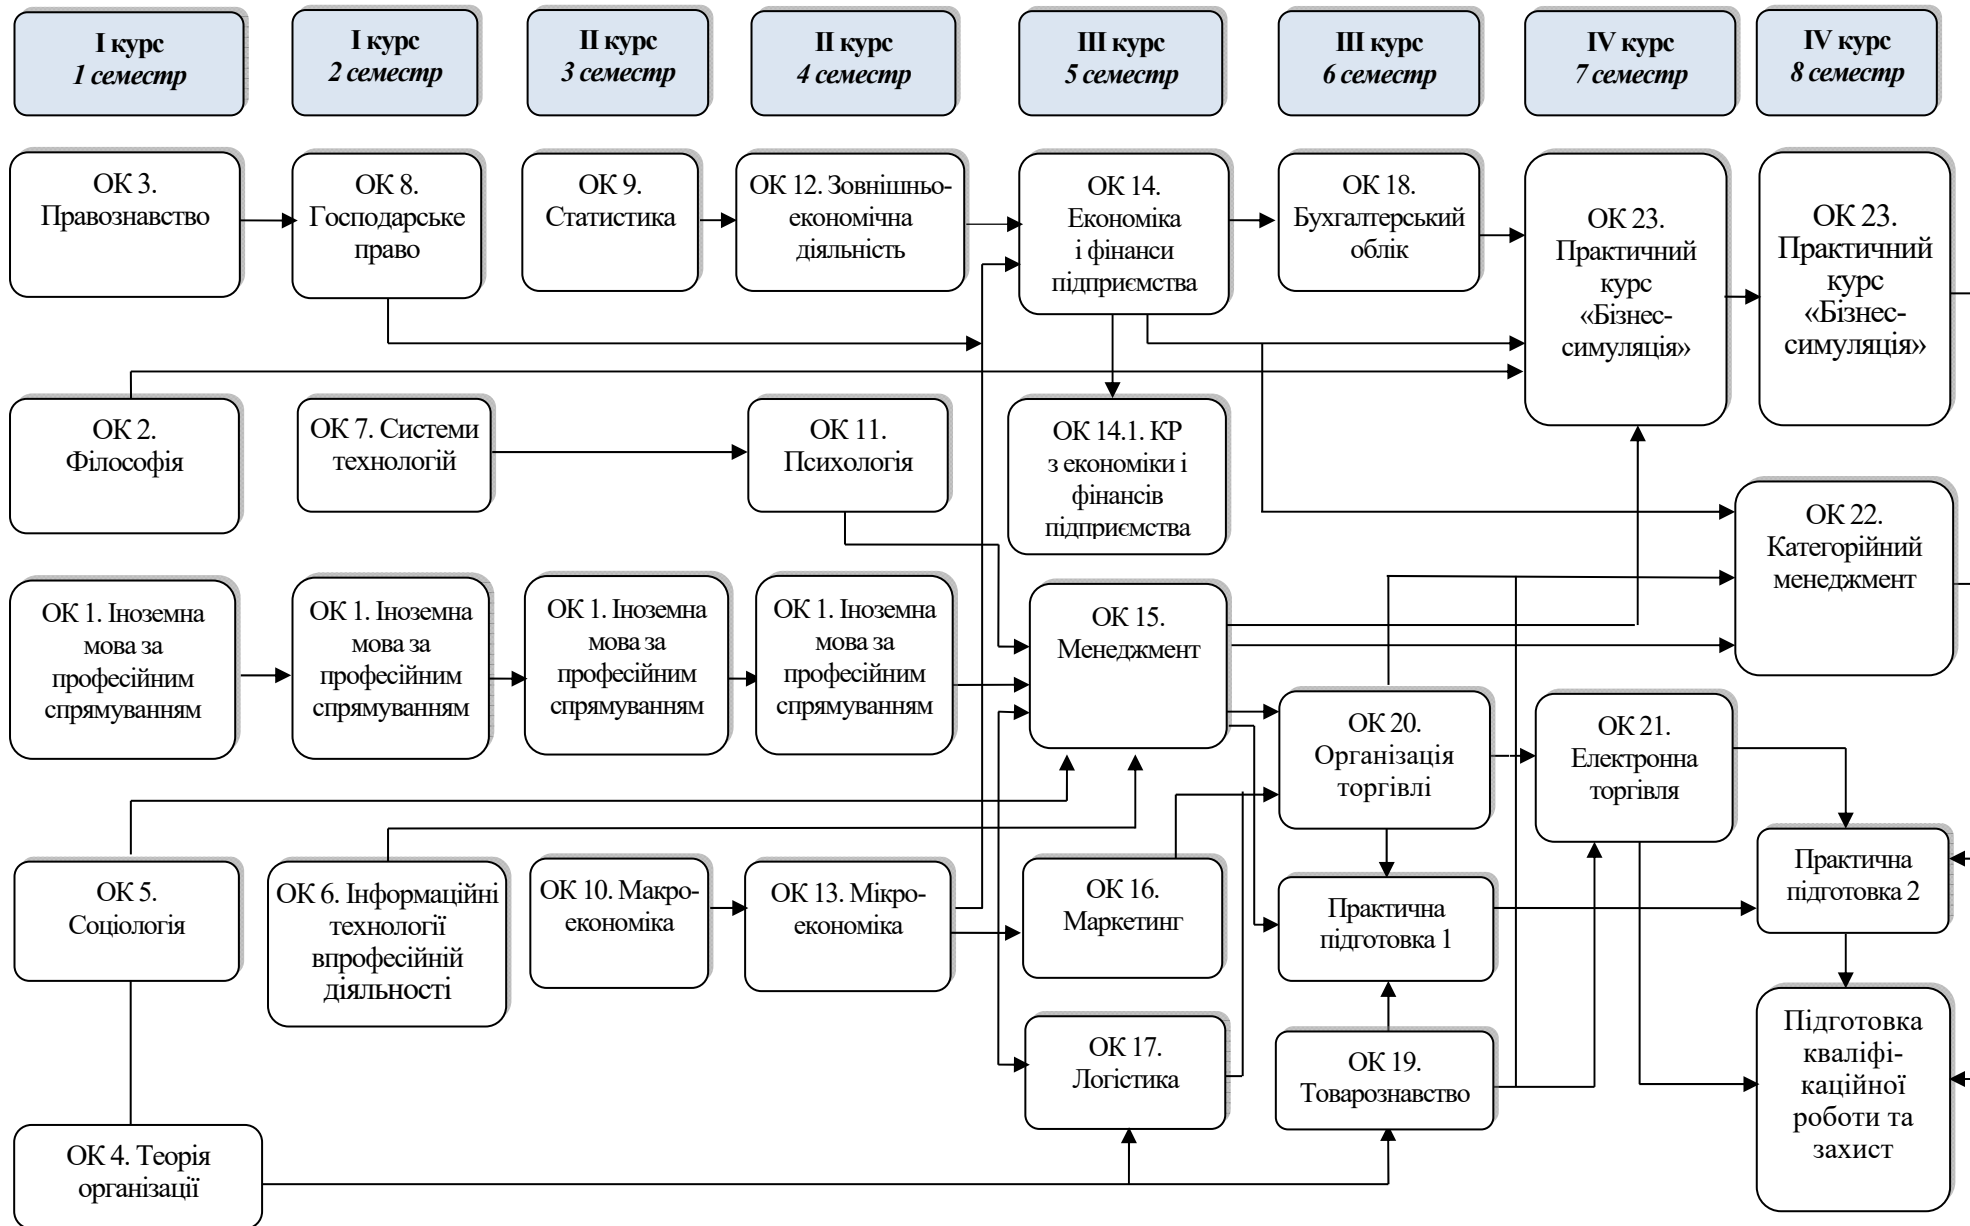 I курс
1 семестр
I курс
2 семестр
II курс
3 семестр
II курс
4 семестр
III курс
5 семестр
III курс
6 семестр
IV курс
7 семестр
IV курс
8 семестр
ОК 3.
Правознавство
ОК 8.
Господарське
право
ОК 9.
Статистика
ОК 12. Зовнішньо-
економічна
діяльність
ОК 14.
Економіка
і фінанси
підприємства
ОК 18.
Бухгалтерський
облік
ОК 23.
Практичний
курс
«Бізнес-
симуляція»
ОК 23.
Практичний
курс
«Бізнес-
симуляція»
ОК 2.
Філософія
ОК 7. Системи
технологій
ОК 11.
Психологія
ОК 14.1. КР
з економіки і
фінансів
підприємства
ОК 22.
Категорійний
менеджмент
ОК 1. Іноземна
мова за
професійним
спрямуванням
ОК 1. Іноземна
мова за
професійним
спрямуванням
ОК 1. Іноземна
мова за
професійним
спрямуванням
ОК 1. Іноземна
мова за
професійним
спрямуванням
ОК 15.
Менеджмент
ОК 20.
Організація
торгівлі
ОК 21.
Електронна
торгівля
ОК 5.
Соціологія
ОК 6. Інформаційні
технології
впрофесійній
діяльності
ОК 10. Макро-
економіка
ОК 13. Мікро-
економіка
ОК 16.
Маркетинг
Практична
підготовка 1
Практична
підготовка 2
ОК 17.
Логістика
ОК 19.
Товарознавство
Підготовка
кваліфі-
каційної
роботи та
захист
ОК 4. Теорія
організації